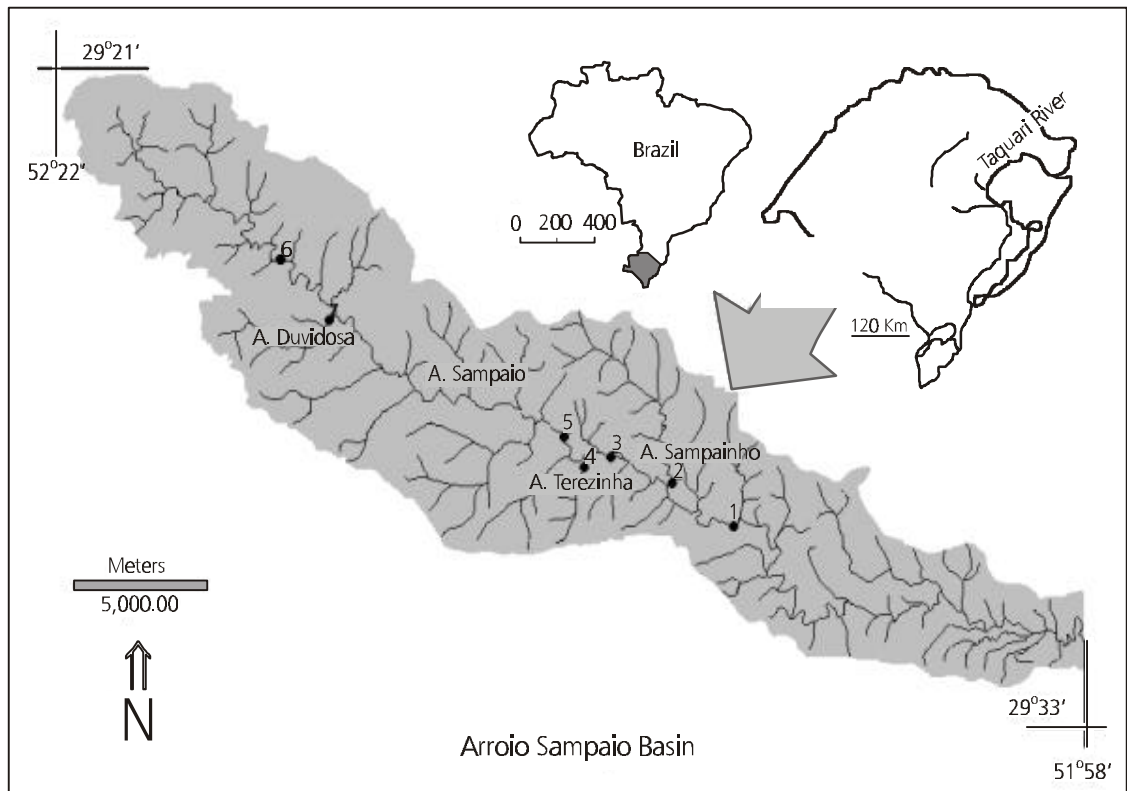 29°21'
52°22'
Brazil
0 200 400
Taquari River
120 Km
6
7
A. Duvidosa
A. Sampaio
5
4
3
A. Sampainho
A. Terezinha
2
1
Meters
5,000.00
N
29°33'
51°58'
Arroio Sampaio Basin